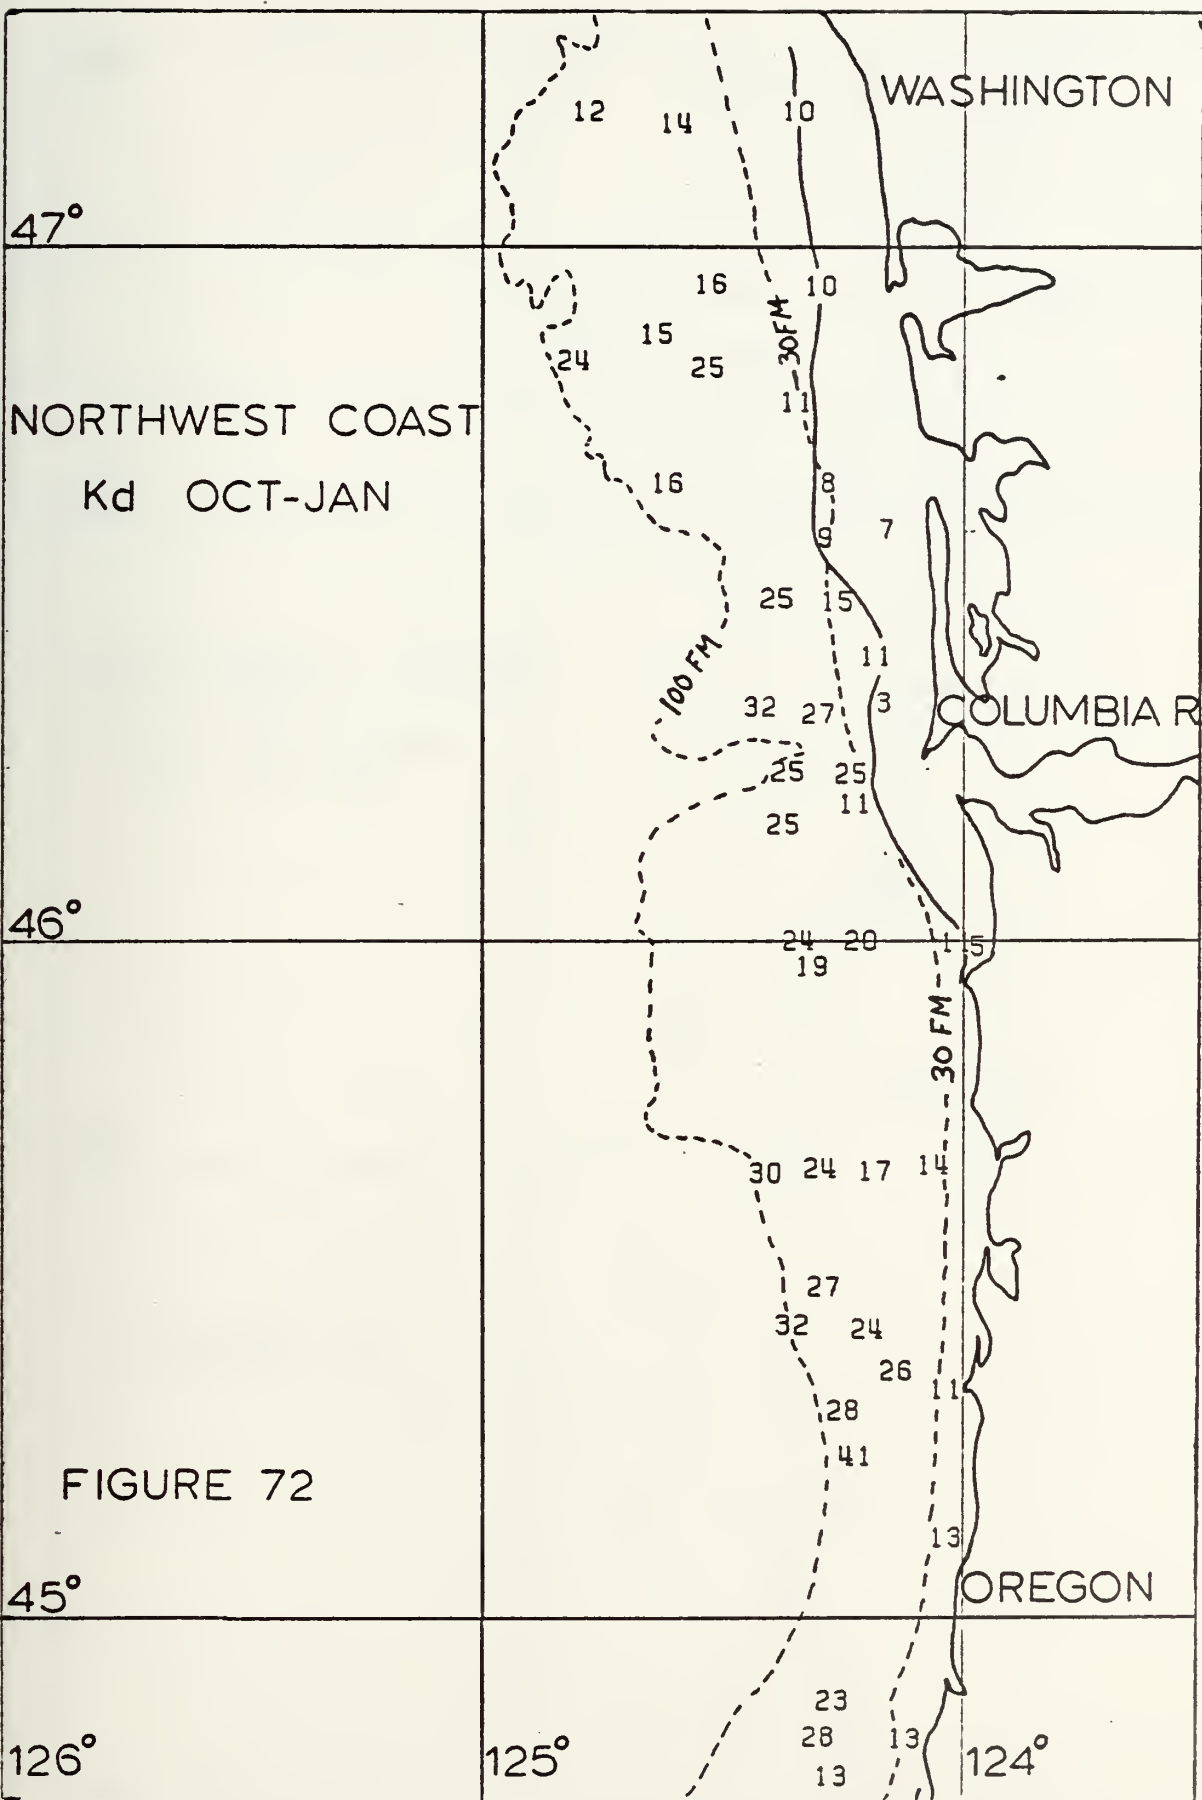 WASHINGTON
12 14 10
47°
16 10
30FM
15
24 25
11
NORTHWEST COAST
16 8
Kd OCT-JAN
7
9
25 15
11
100 FM
32 27 3 COLUMBIA R
25 25
11
25
46°
24 20 1.5
19
30 FM
30 24 17 14
27
32 24
26
11
28
41
FIGURE 72
13
45° OREGON
23
28 13
126° 125° 124°
13